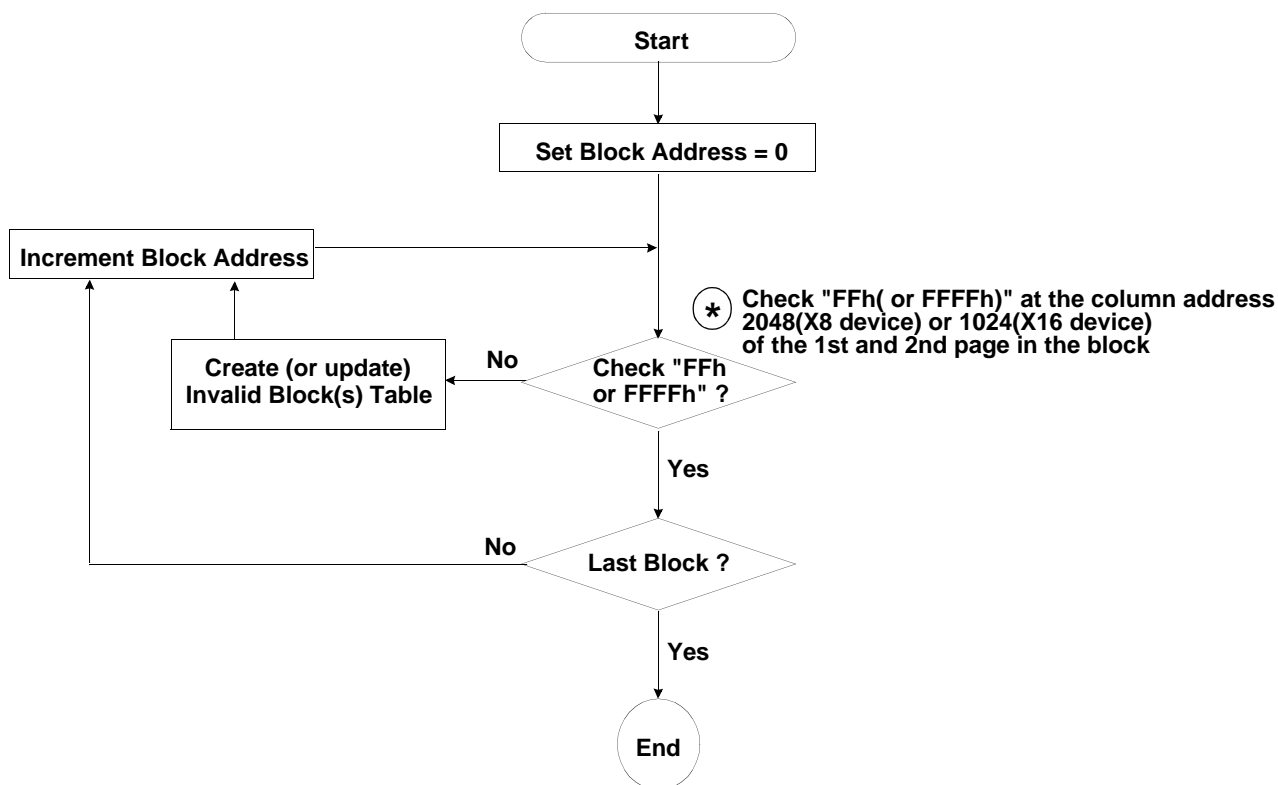 Start
Set Block Address = 0
Increment Block Address
* Check "FFh( or FFFFh)" at the column address
2048(X8 device) or 1024(X16 device)
of the 1st and 2nd page in the block
No
Create (or update)
Invalid Block(s) Table
Check "FFh
or FFFFh" ?
Yes
No
Last Block ?
Yes
End